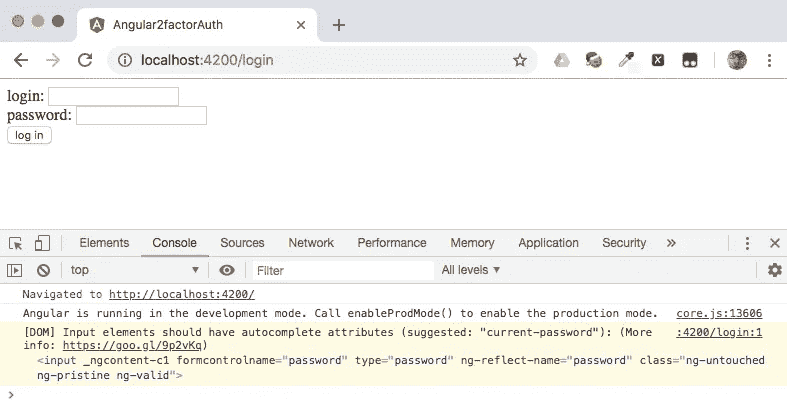 Angular2factorAuth
localhost:4200/login
login:
password:
log in
Elements Console Sources Network Performance Memory Application Security »
top Filter All levels
Navigated to http://localhost:4200/
Angular is running in the development mode. Call enableProdMode() to enable the production mode. core.js:13606
[DOM] Input elements should have autocomplete attributes (suggested: "current-password"): (More :4200/login:1
info: https://goo.gl/9p2vKq)
<input _ngcontent-c1 formcontrolname="password" type="password" ng-reflect-name="password" class="ng-untouched
ng-pristine ng-valid">